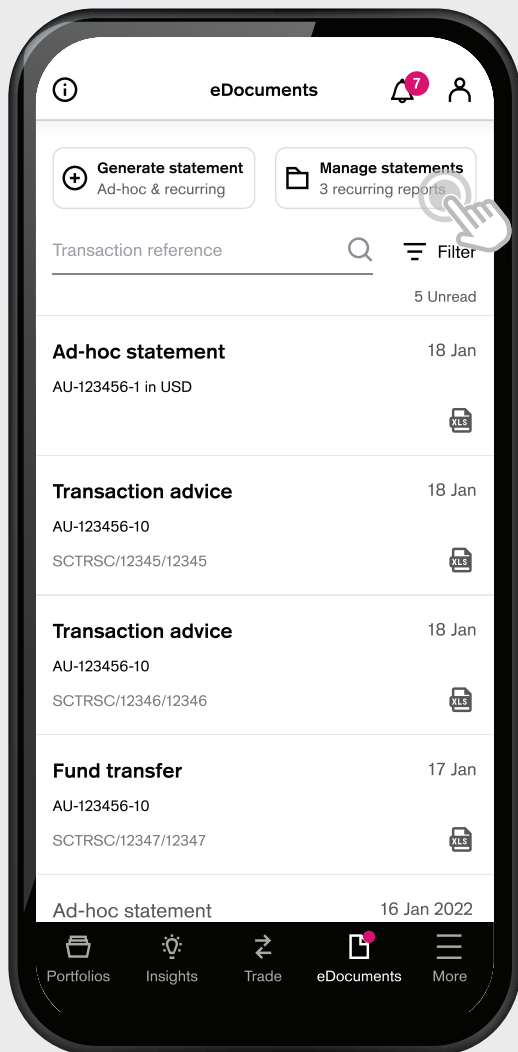 eDocuments
7
Generate statement
Ad-hoc & recurring
Manage statements
3 recurring reports
Transaction reference
Filter
5 Unread
Ad-hoc statement
18 Jan
AU-123456-1 in USD
XLS
Transaction advice
18 Jan
AU-123456-10
SCTRSC/12345/12345
XLS
Transaction advice
18 Jan
AU-123456-10
SCTRSC/12346/12346
XLS
Fund transfer
17 Jan
AU-123456-10
SCTRSC/12347/12347
XLS
Ad-hoc statement
16 Jan 2022
Portfolios
Insights
Trade
eDocuments
More